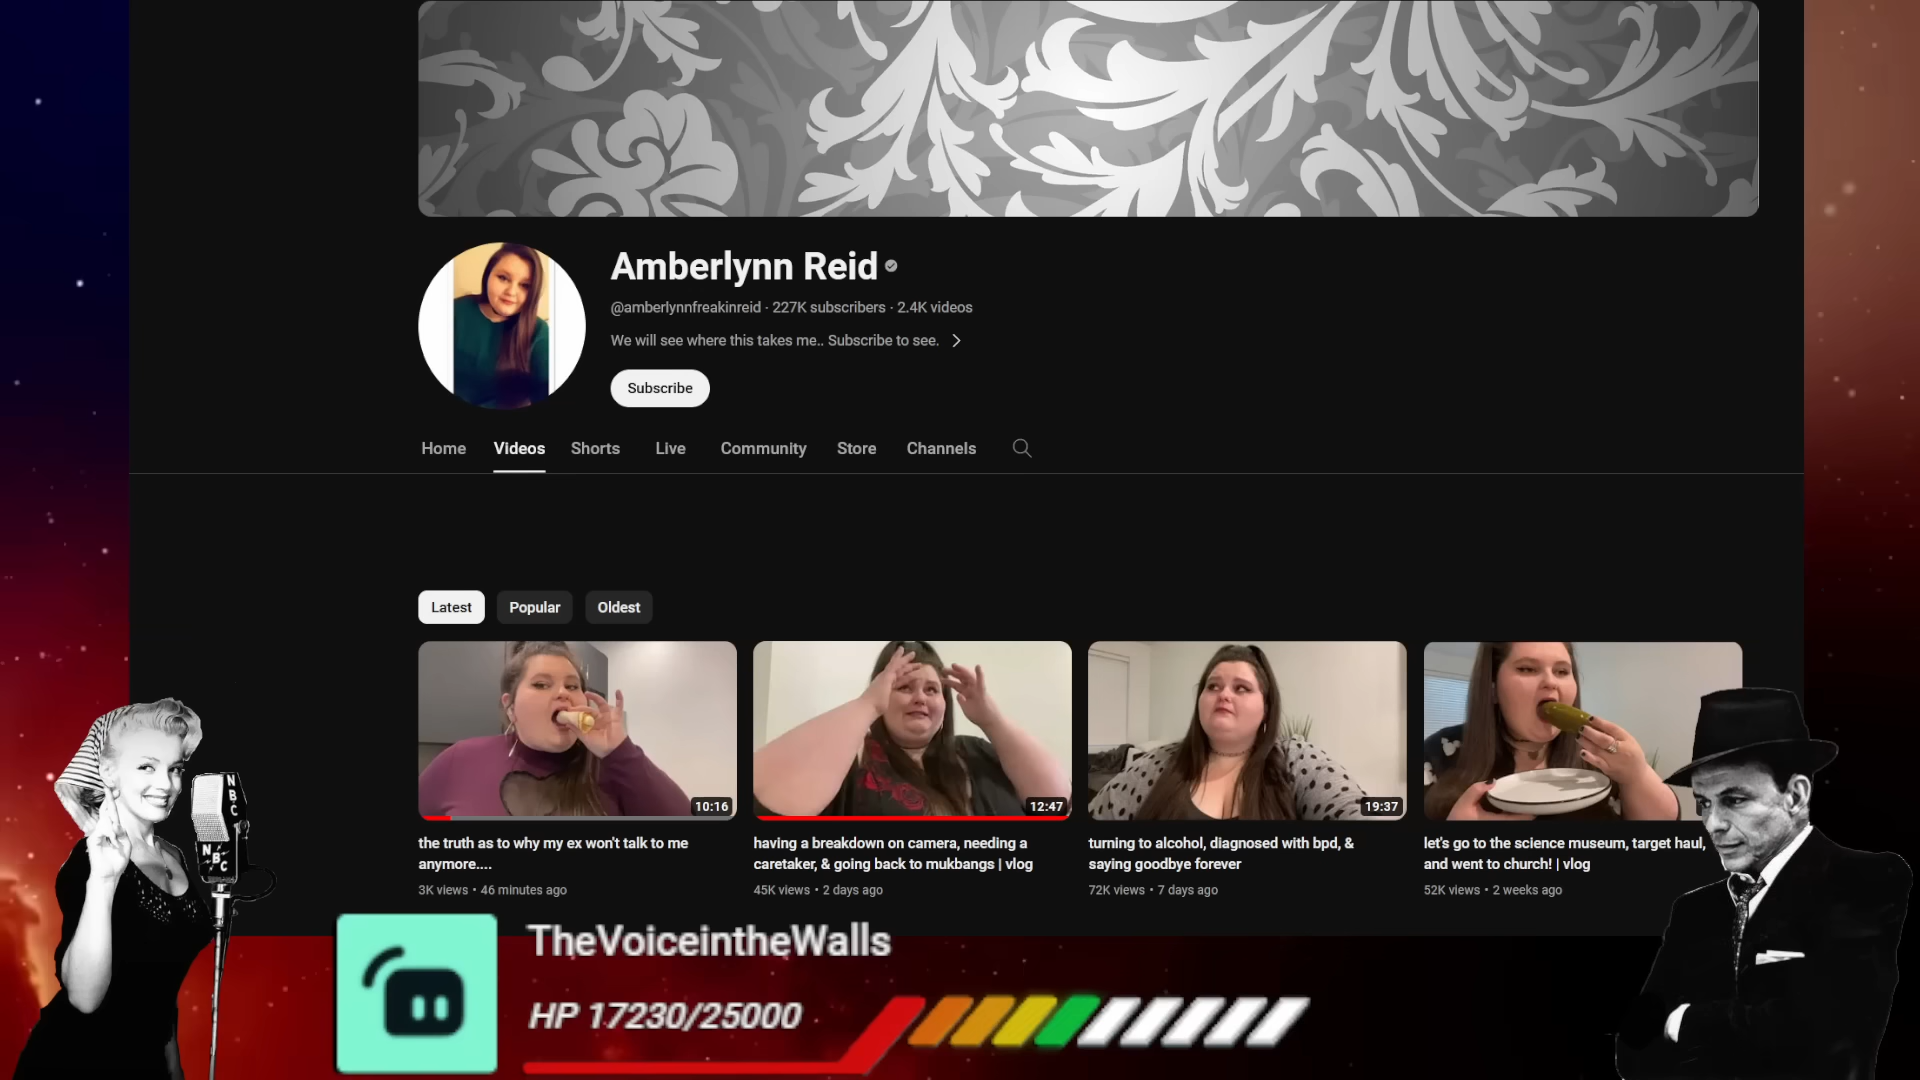 Amberlynn Reid
@amberlynnfreakinreid · 227K subscribers · 2.4K videos
We will see where this takes me.. Subscribe to see.
Subscribe
Home Videos Shorts Live Community Store Channels
Latest Popular Oldest
10:16 12:47 19:37
the truth as to why my ex won't talk to me
anymore....
3K views • 46 minutes ago
having a breakdown on camera, needing a
caretaker, & going back to mukbangs | vlog
45K views • 2 days ago
turning to alcohol, diagnosed with bpd, &
saying goodbye forever
72K views • 7 days ago
let's go to the science museum, target haul,
and went to church! | vlog
52K views • 2 weeks ago
NBC
NBC
TheVoiceintheWalls
HP 17230/25000